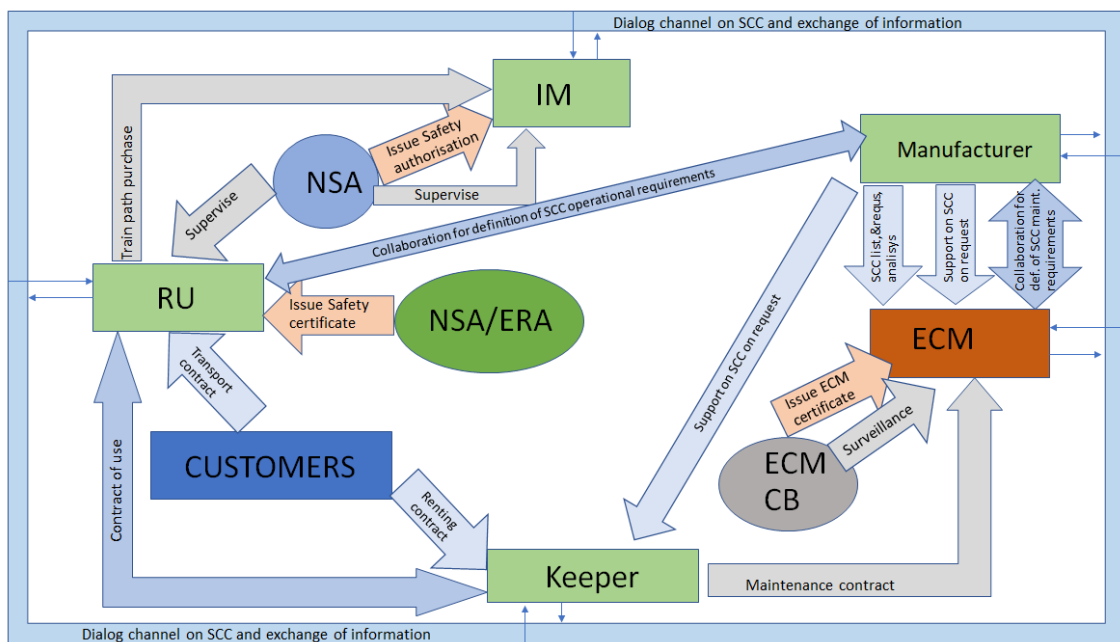 Dialog channel on SCC and exchange of information
IM
Train path purchase
Issue Safety
authorisation
NSA
Supervise
Supervise
Manufacturer
Collaboration for definition of SCC operational requirements
SCC list,&requs,
analisys
Support on SCC
on request
Collaboration for
def. of SCC maint.
requirements
RU
Issue Safety
certificate
NSA/ERA
Support on SCC on request
ECM
Transport
contract
Issue ECM
certificate
Surveillance
CUSTOMERS
ECM
CB
Contract of use
Renting
contract
Keeper
Maintenance contract
Dialog channel on SCC and exchange of information